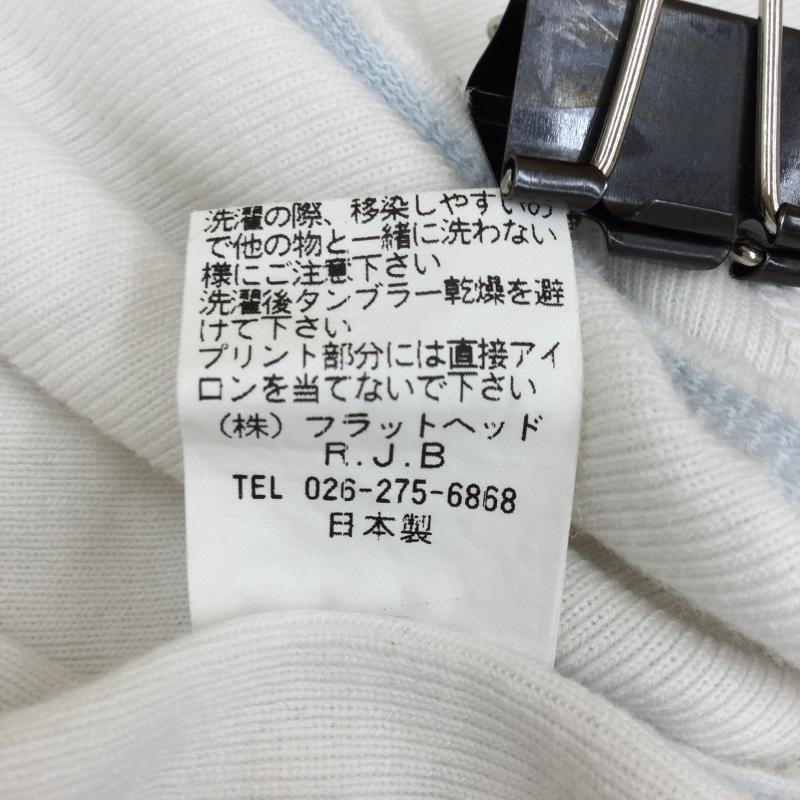 洗濯の際、移染しやすいの
で他の物と一緒に洗わない
様にご注意下さい
洗濯後タンブラー乾燥を避
けて下さい
プリント部分には直接アイ
ロンを当てないで下さい
(株)フラットヘッド
R.J.B
TEL 026-275-6868
日本製